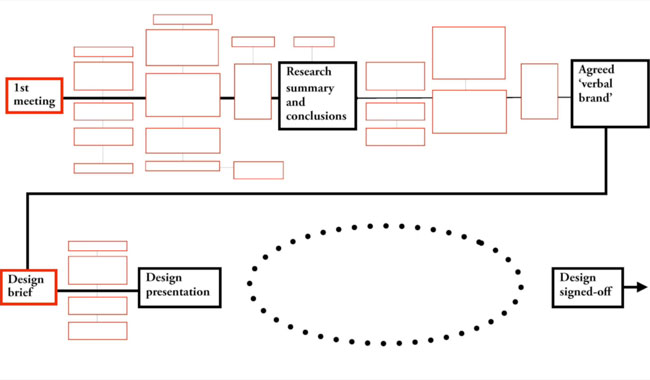 1st
meeting
Research
summary
and
conclusions
Agreed
‘verbal
brand’
Design
brief
Design
presentation
Design
signed-off